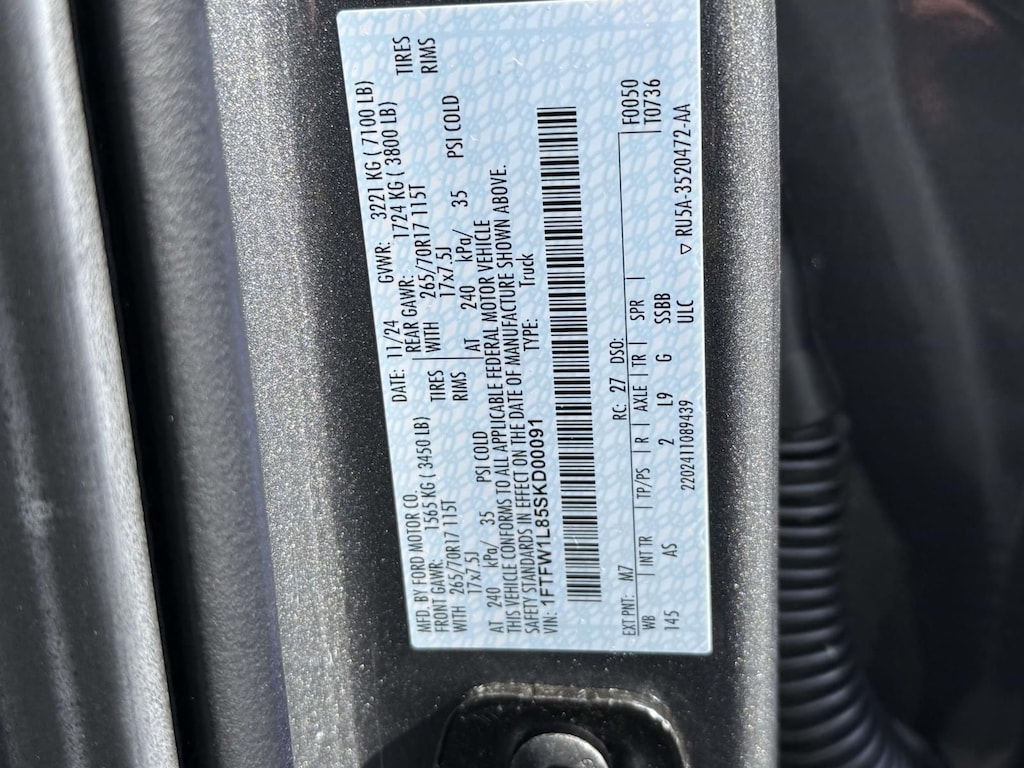 MFD. BY FORD MOTOR CO.
DATE: 11/24 GVWR: 3221 KG ( 7100 LB)
FRONT GAWR: 1565 KG ( 3450 LB) REAR GAWR: 1724 KG ( 3800 LB)
WITH 265/70R17 115T TIRES WITH 265/70R17 115T TIRES
17x7.5J RIMS 17x7.5J RIMS
AT 240 kPa/ 35 PSI COLD AT 240 kPa/ 35 PSI COLD
THIS VEHICLE CONFORMS TO ALL APPLICABLE FEDERAL MOTOR VEHICLE
SAFETY STANDARDS IN EFFECT ON THE DATE OF MANUFACTURE SHOWN ABOVE.
VIN: 1FTFW1L85SKD00091 TYPE: Truck
EXT PNT: M7 RC: 27 DSO: F0050
WB INT TR TP/PS R AXLE TR SPR T0736
145 AS 2 L9 G SSBB
2202411089439 ULC ▽ RU5A-3520472-AA